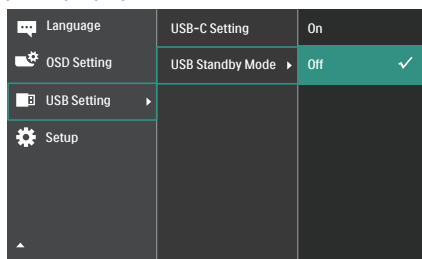 Language
OSD Setting
USB Setting
Setup
USB-C Setting
USB Standby Mode
On
Off